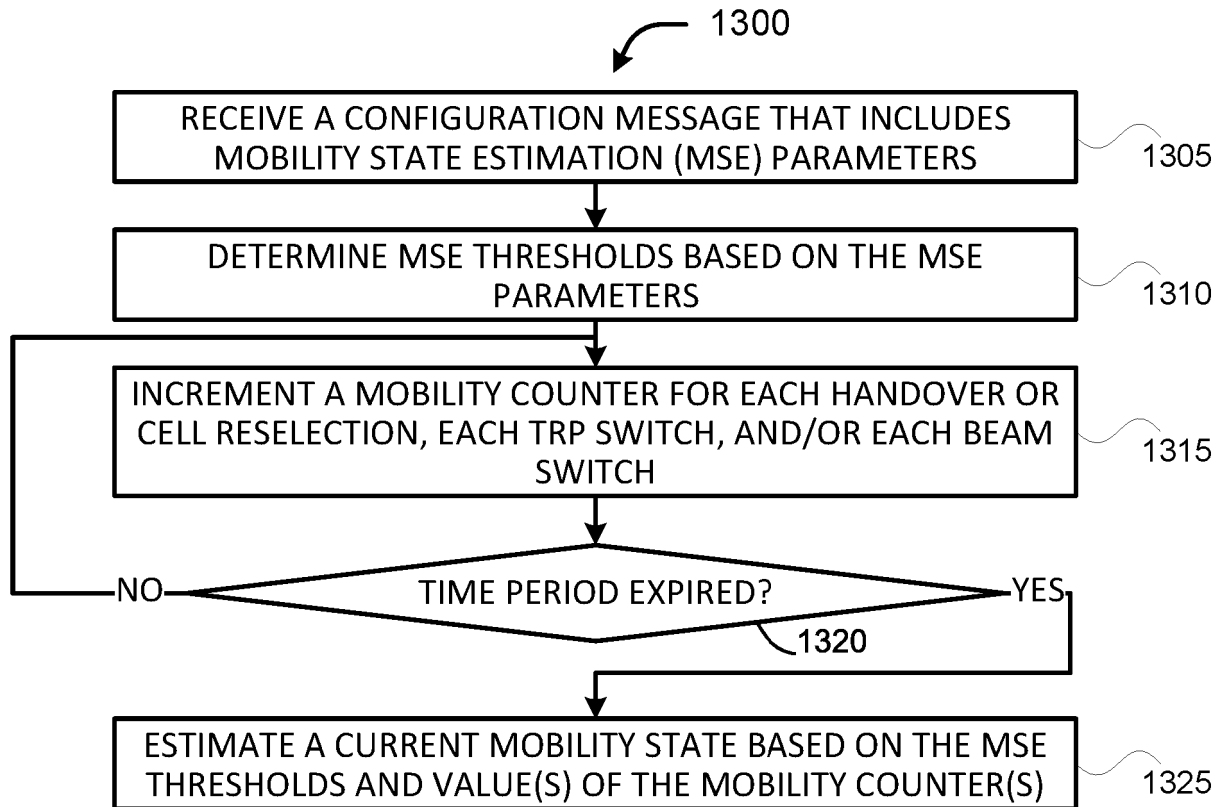 1300
RECEIVE A CONFIGURATION MESSAGE THAT INCLUDES
MOBILITY STATE ESTIMATION (MSE) PARAMETERS
1305
DETERMINE MSE THRESHOLDS BASED ON THE MSE
PARAMETERS
1310
INCREMENT A MOBILITY COUNTER FOR EACH HANDOVER OR
CELL RESELECTION, EACH TRP SWITCH, AND/OR EACH BEAM
SWITCH
1315
NO
TIME PERIOD EXPIRED?
YES
1320
ESTIMATE A CURRENT MOBILITY STATE BASED ON THE MSE
THRESHOLDS AND VALUE(S) OF THE MOBILITY COUNTER(S)
1325